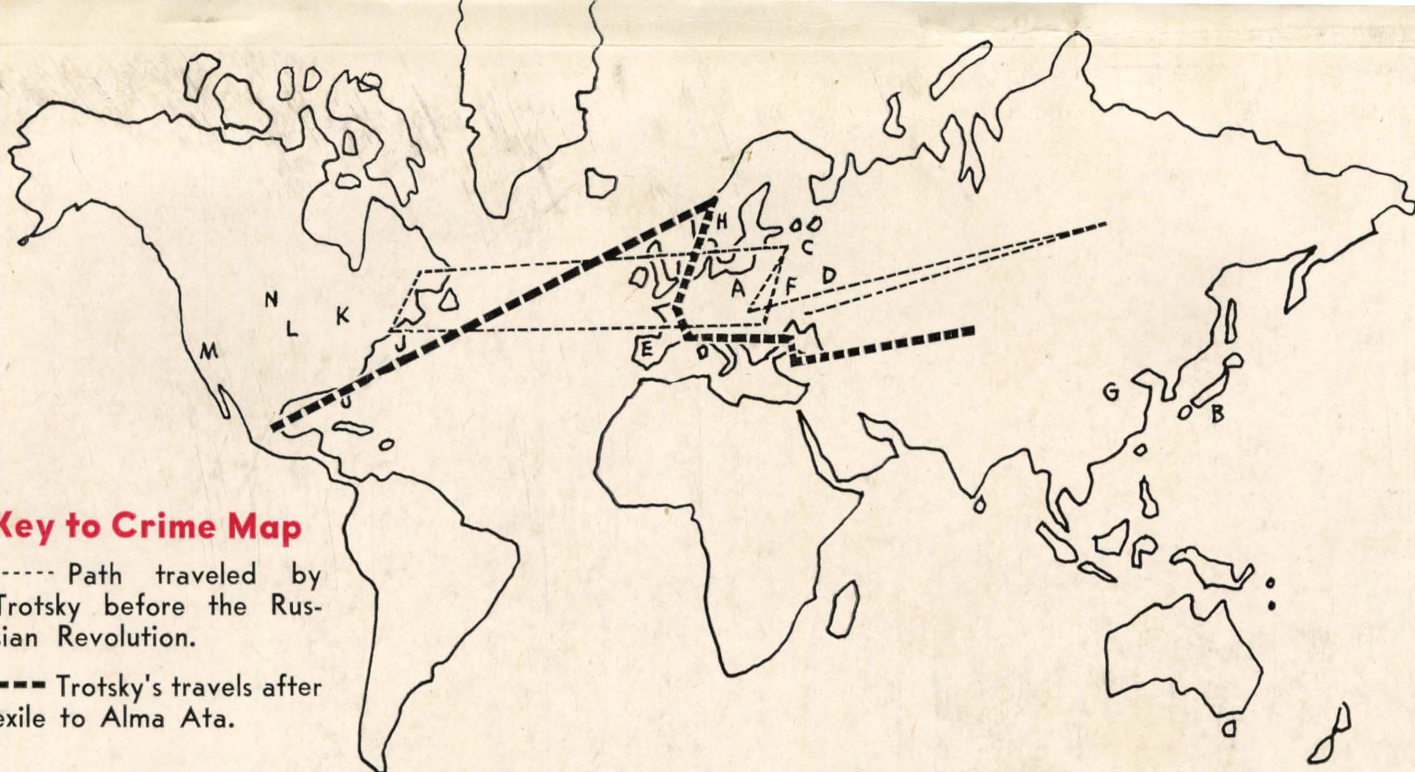 H
C
D
A
F
N
K
L
J
M
E
G
B
Key to Crime Map
----- Path traveled by
Trotsky before the Rus-
sian Revolution.
--- Trotsky's travels after
exile to Alma Ata.